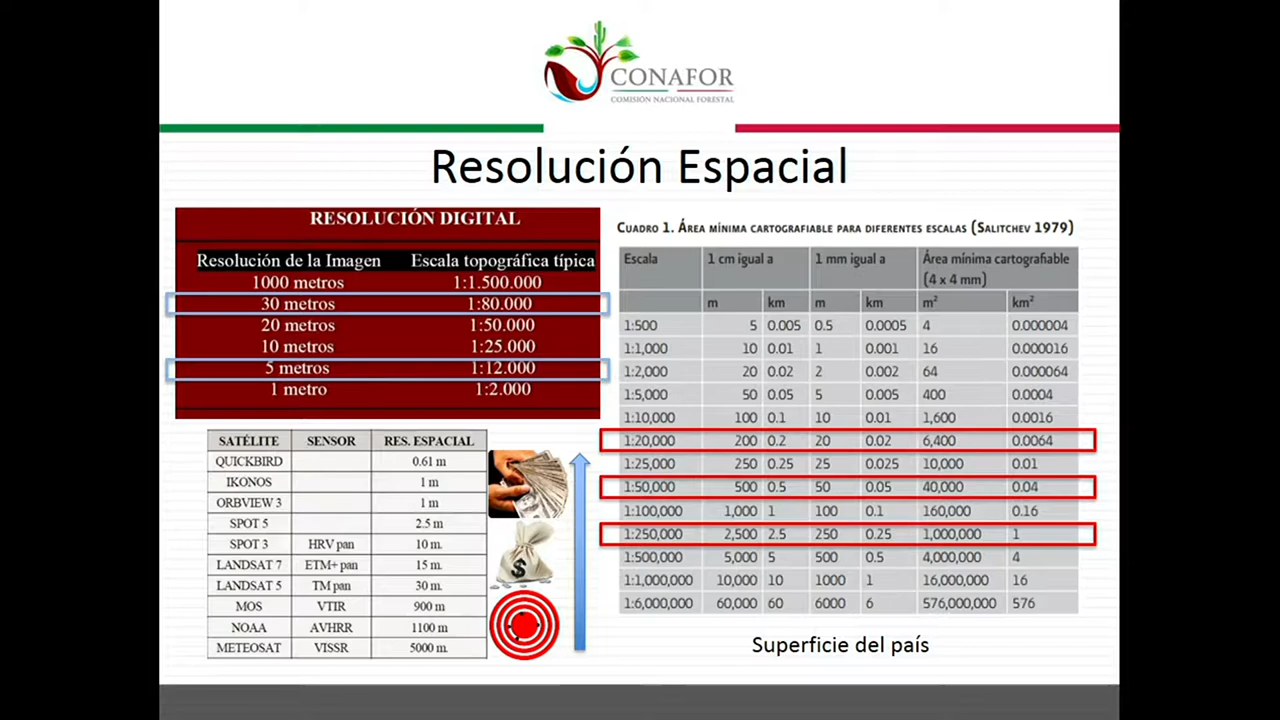 CONAFOR
COMISIÓN NACIONAL FORESTAL
Resolución Espacial
RESOLUCIÓN DIGITAL
Resolución de la Imagen Escala topográfica típica
1000 metros 1:1.500.000
30 metros 1:80.000
20 metros 1:50.000
10 metros 1:25.000
5 metros 1:12.000
1 metro 1:2.000
SATÉLITE SENSOR RES. ESPACIAL
QUICKBIRD 0.61 m
IKONOS 1 m
ORBVIEW 3 1 m
SPOT 5 2.5 m
SPOT 3 HRV pan 10 m.
LANDSAT 7 ETM+ pan 15 m.
LANDSAT 5 TM pan 30 m.
MOS VTIR 900 m
NOAA AVHRR 1100 m
METEOSAT VISSR 5000 m.
$
CUADRO 1. ÁREA MÍNIMA CARTOGRAFIABLE PARA DIFERENTES ESCALAS (SALITCHEV 1979)
Escala 1 cm igual a 1 mm igual a Área mínima cartografiable
(4 x 4 mm)
m km m km m² km²
1:500 5 0.005 0.5 0.0005 4 0.000004
1:1,000 10 0.01 1 0.001 16 0.000016
1:2,000 20 0.02 2 0.002 64 0.000064
1:5,000 50 0.05 5 0.005 400 0.0004
1:10,000 100 0.1 10 0.01 1,600 0.0016
1:20,000 200 0.2 20 0.02 6,400 0.0064
1:25,000 250 0.25 25 0.025 10,000 0.01
1:50,000 500 0.5 50 0.05 40,000 0.04
1:100,000 1,000 1 100 0.1 160,000 0.16
1:250,000 2,500 2.5 250 0.25 1,000,000 1
1:500,000 5,000 5 500 0.5 4,000,000 4
1:1,000,000 10,000 10 1000 1 16,000,000 16
1:6,000,000 60,000 60 6000 6 576,000,000 576
Superficie del país